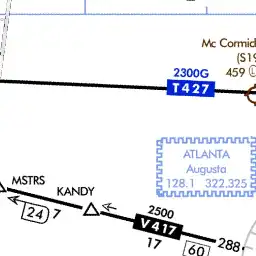 Mc Cormid
(S19
2300G
459
T427
ATLANTA
Augusta
128.1 322.325
MSTRS
KANDY
24 7
2500
V417
17
60
288